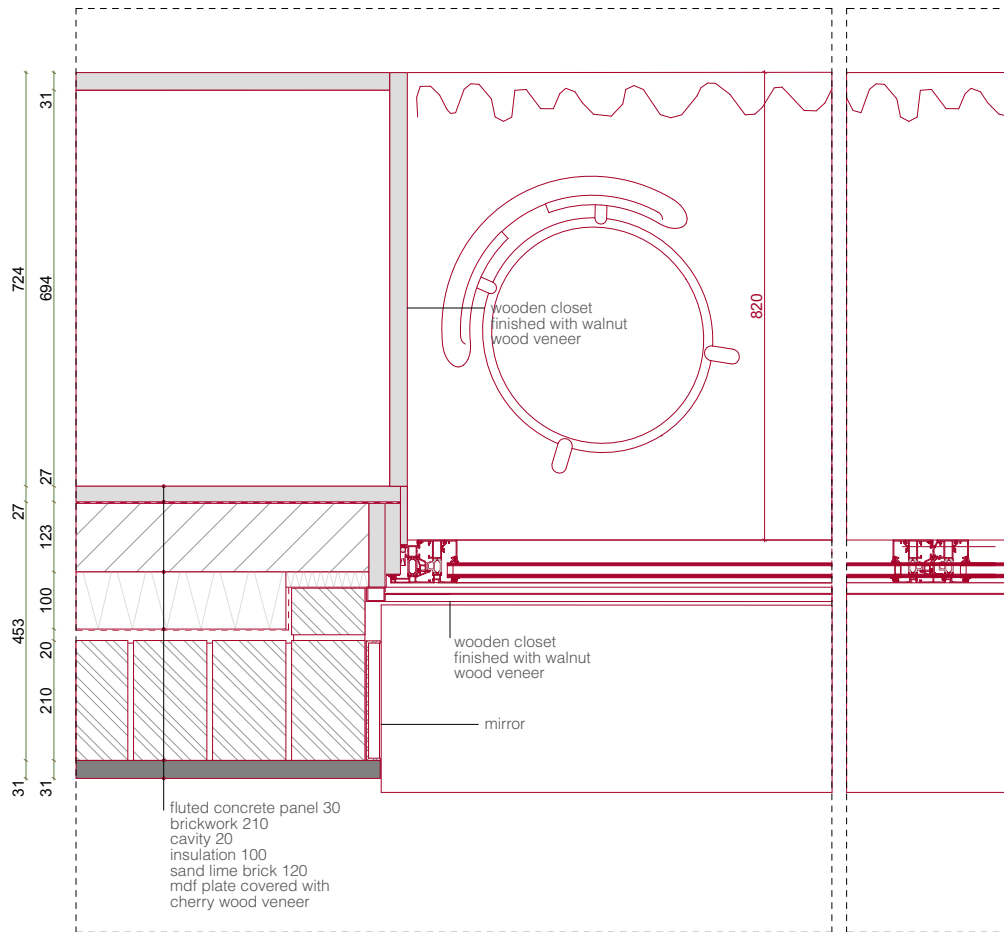 31
724
694
820
wooden closet
finished with walnut
wood veneer
27
27
123
100
453
20
210
wooden closet
finished with walnut
wood veneer
mirror
31
31
fluted concrete panel 30
brickwork 210
cavity 20
insulation 100
sand lime brick 120
mdf plate covered with
cherry wood veneer